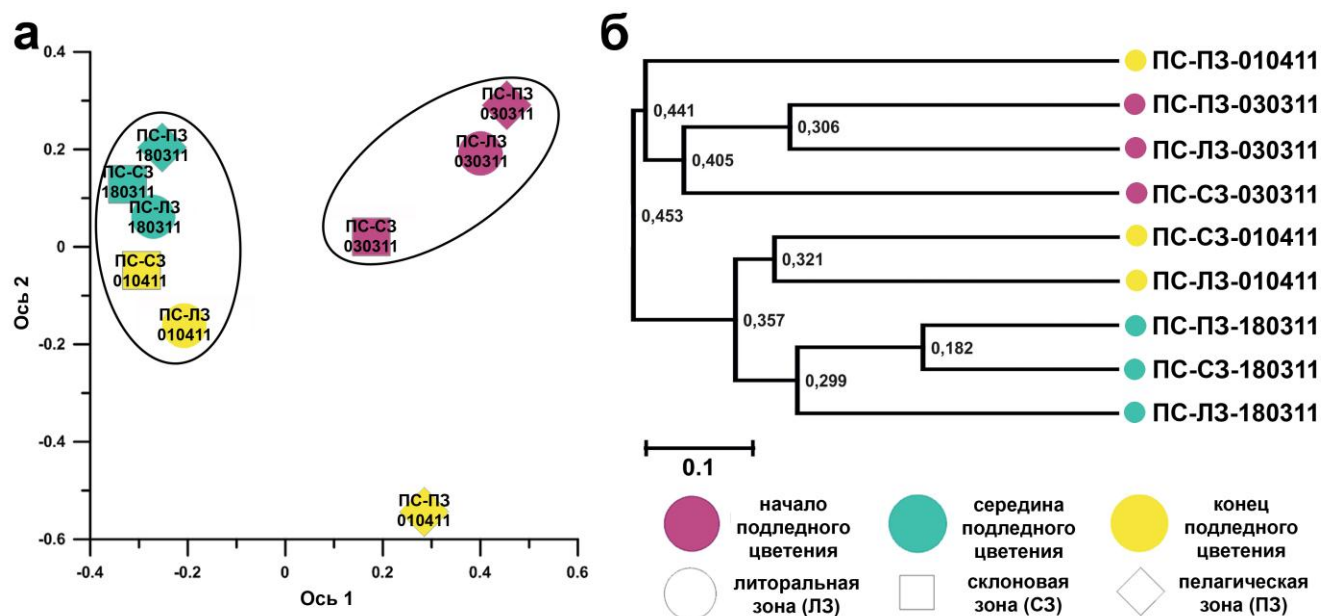 а
0.4
0.2
0
-0.2
-0.4
-0.6
-0.4
-0.2
0
0.2
0.4
0.6
Ось 2
Ось 1
ПС-ПЗ
180311
ПС-СЗ
180311
ПС-ЛЗ
180311
ПС-СЗ
010411
ПС-ЛЗ
010411
ПС-ПЗ
030311
ПС-ЛЗ
030311
ПС-СЗ
030311
ПС-ПЗ
010411
б
ПС-ПЗ-010411
ПС-ПЗ-030311
ПС-ЛЗ-030311
ПС-СЗ-030311
ПС-СЗ-010411
ПС-ЛЗ-010411
ПС-ПЗ-180311
ПС-СЗ-180311
ПС-ЛЗ-180311
0,441
0,306
0,405
0,453
0,321
0,357
0,182
0,299
0.1
начало
подледного
цветения
середина
подледного
цветения
конец
подледного
цветения
литоральная
зона (ЛЗ)
склоновая
зона (СЗ)
пелагическая
зона (ПЗ)